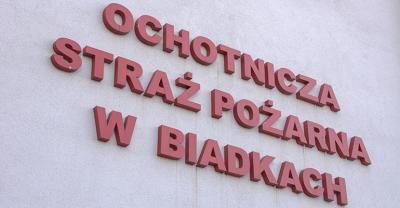 OCHOTNICZA
STRAŻ POŻARNA
W BIADKACH